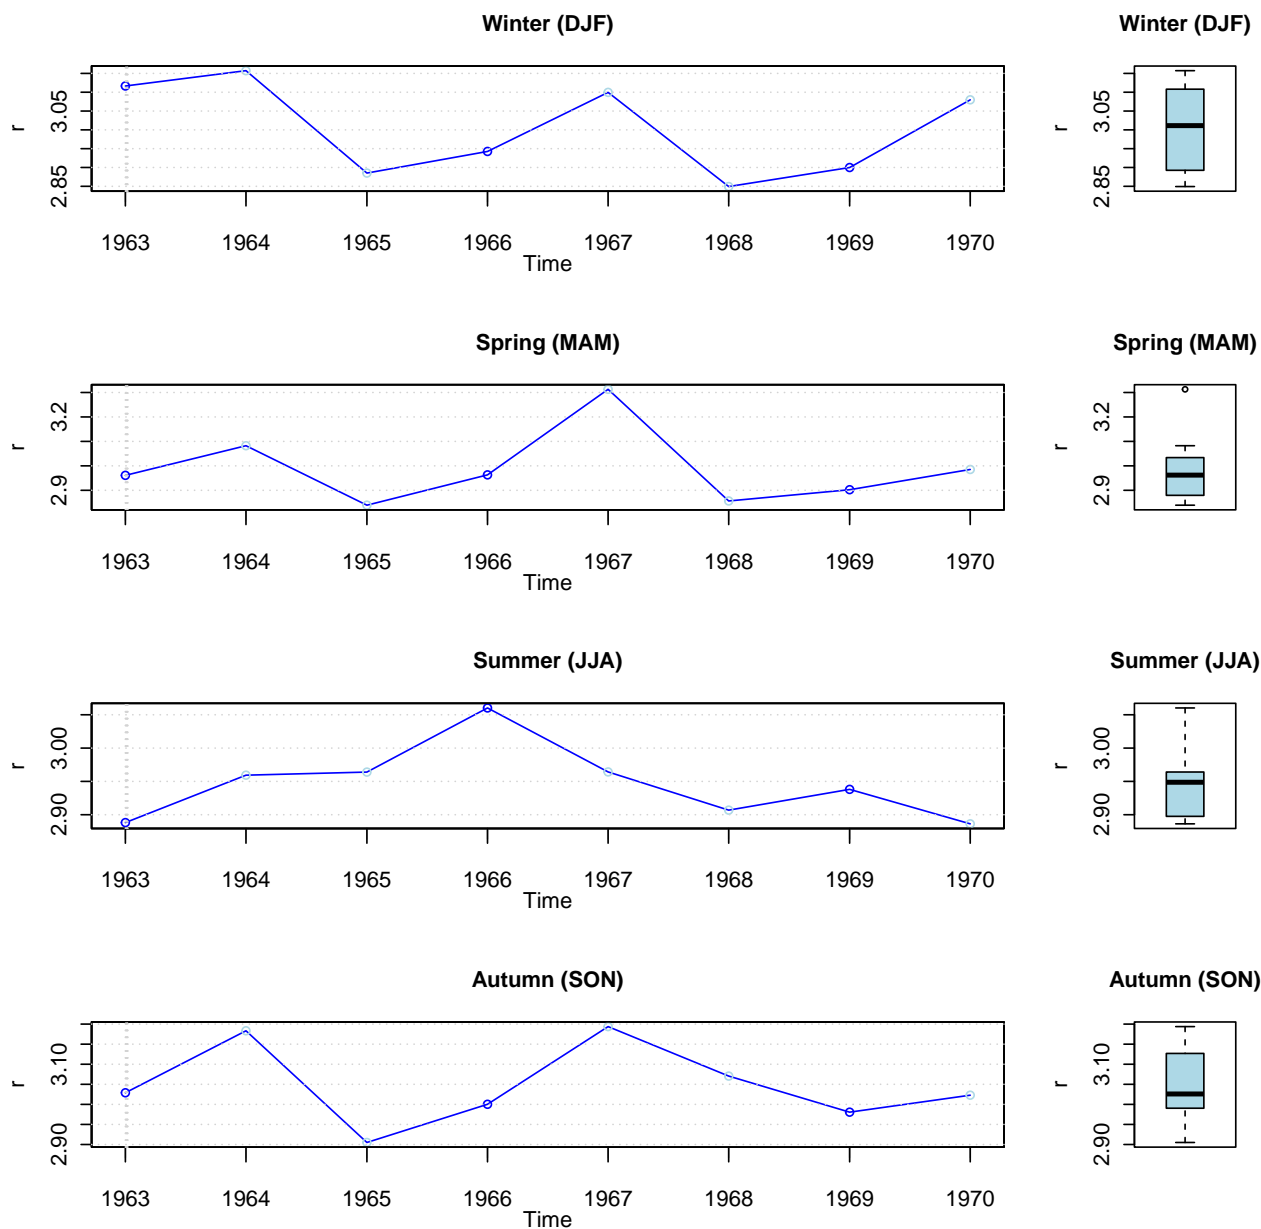 Winter (DJF)
Winter (DJF)
r
2.85 3.05
1963 1964 1965 1966 1967 1968 1969 1970
Time
r
2.85 3.05
Spring (MAM)
Spring (MAM)
r
2.9 3.2
1963 1964 1965 1966 1967 1968 1969 1970
Time
r
2.9 3.2
Summer (JJA)
Summer (JJA)
r
2.90 3.00
1963 1964 1965 1966 1967 1968 1969 1970
Time
r
2.90 3.00
Autumn (SON)
Autumn (SON)
r
2.90 3.10
1963 1964 1965 1966 1967 1968 1969 1970
Time
r
2.90 3.10